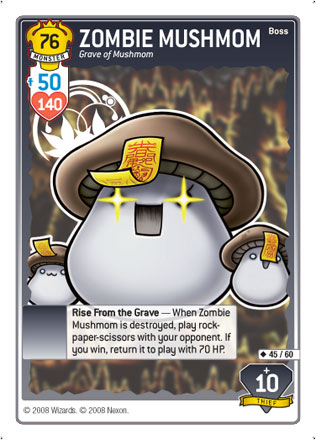 76
MONSTER
ZOMBIE MUSHMOM
Boss
Grave of Mushmom
50
140
Rise From the Grave — When Zombie
Mushmom is destroyed, play rock-
paper-scissors with your opponent. If
you win, return it to play with 70 HP.
◆ 45 / 60
+
10
THIEF
© 2008 Wizards. © 2008 Nexon.